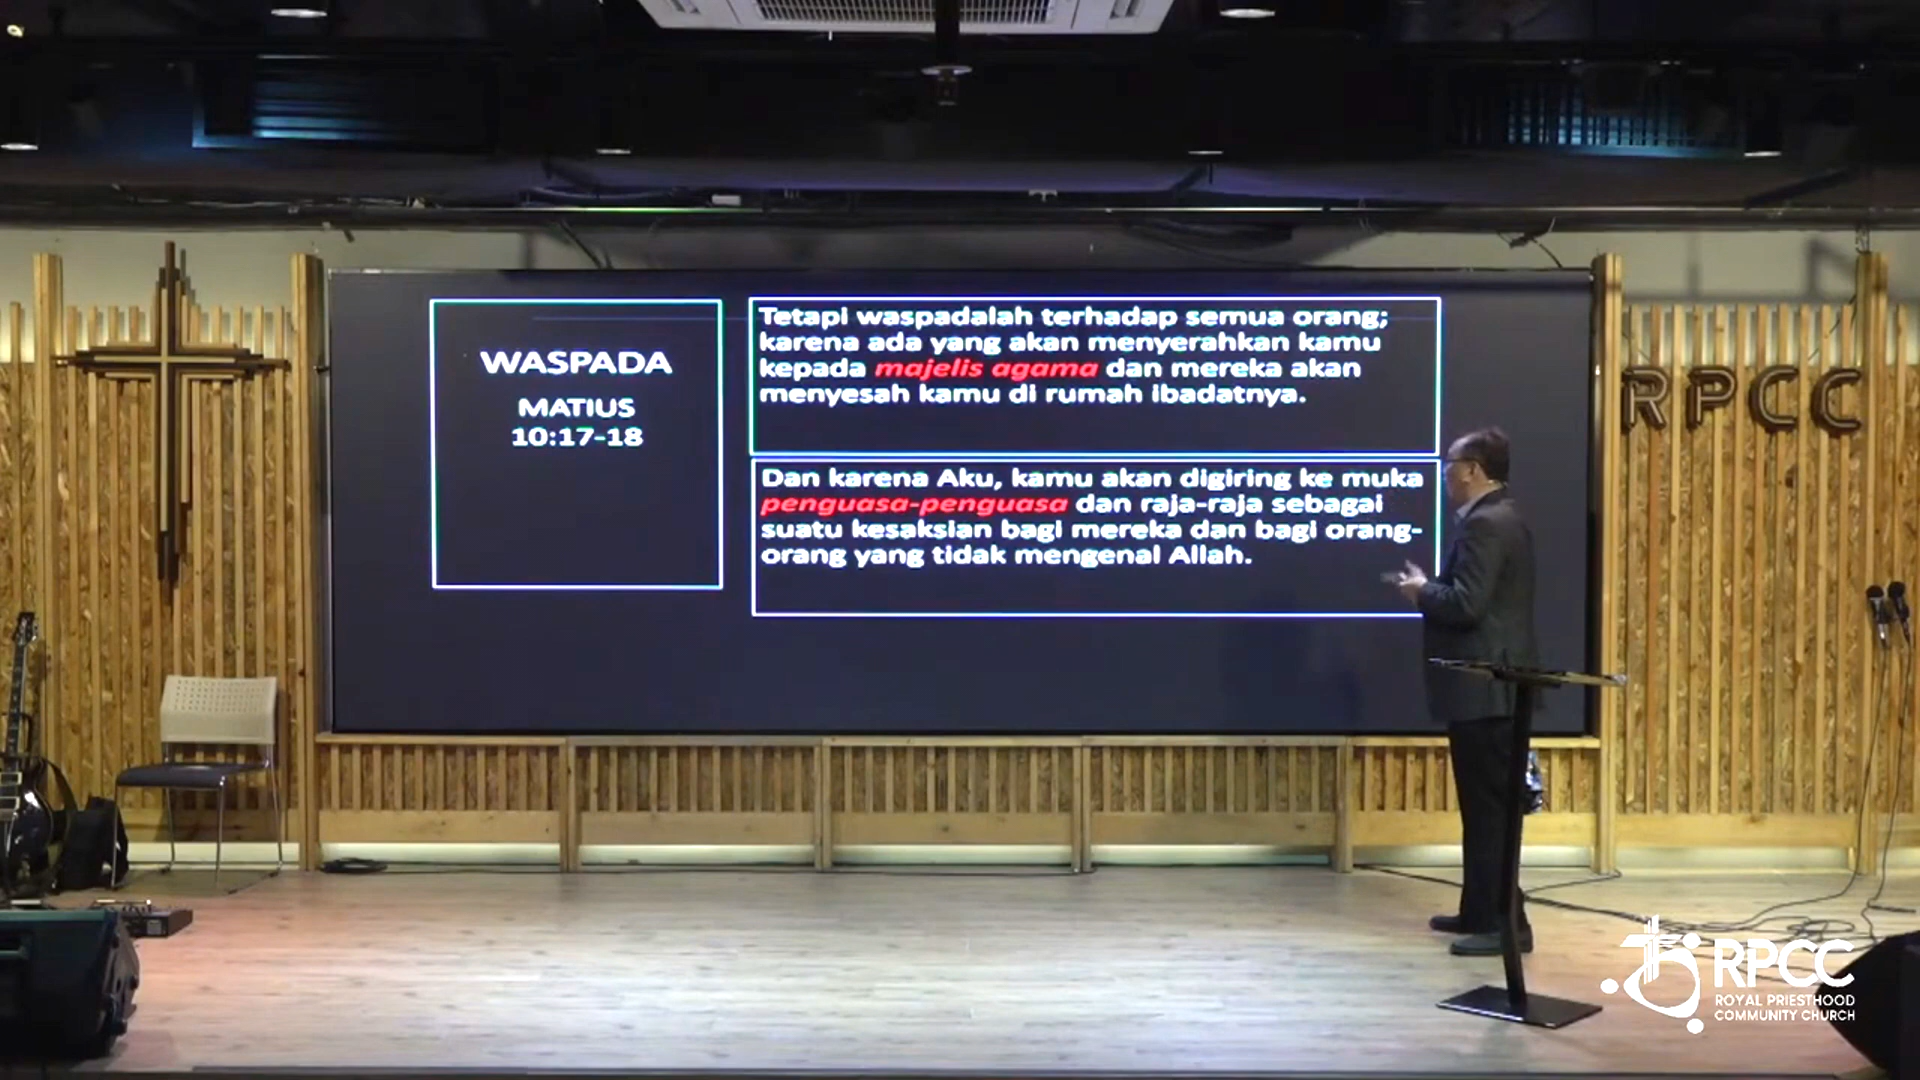 WASPADA
MATIUS
10:17-18
Tetapi waspadalah terhadap semua orang;
karena ada yang akan menyerahkan kamu
kepada majelis agama dan mereka akan
menyesah kamu di rumah ibadatnya.
Dan karena Aku, kamu akan digiring ke muka
penguasa-penguasa dan raja-raja sebagai
suatu kesaksian bagi mereka dan bagi orang-
orang yang tidak mengenal Allah.
RPCC
RPCC
ROYAL PRIESTHOOD
COMMUNITY CHURCH